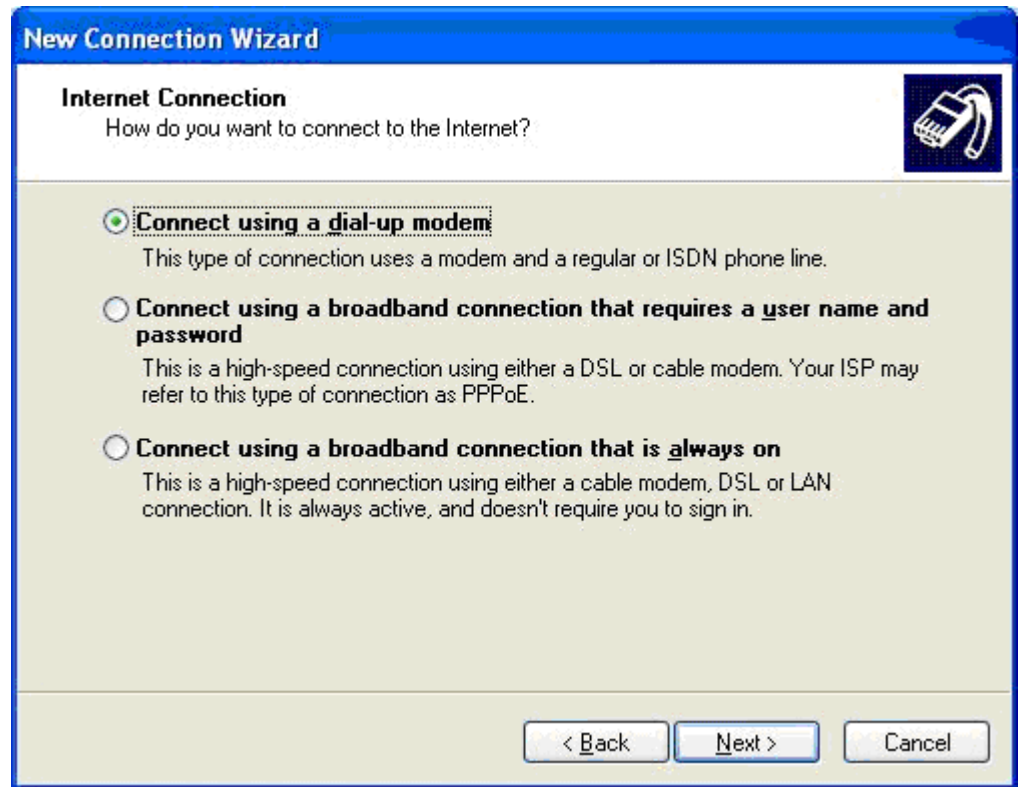 New Connection Wizard
Internet Connection
How do you want to connect to the Internet?
Connect using a dial-up modem
This type of connection uses a modem and a regular or ISDN phone line.
Connect using a broadband connection that requires a user name and
password
This is a high-speed connection using either a DSL or cable modem. Your ISP may
refer to this type of connection as PPPoE.
Connect using a broadband connection that is always on
This is a high-speed connection using either a cable modem, DSL or LAN
connection. It is always active, and doesn't require you to sign in.
< Back
Next >
Cancel